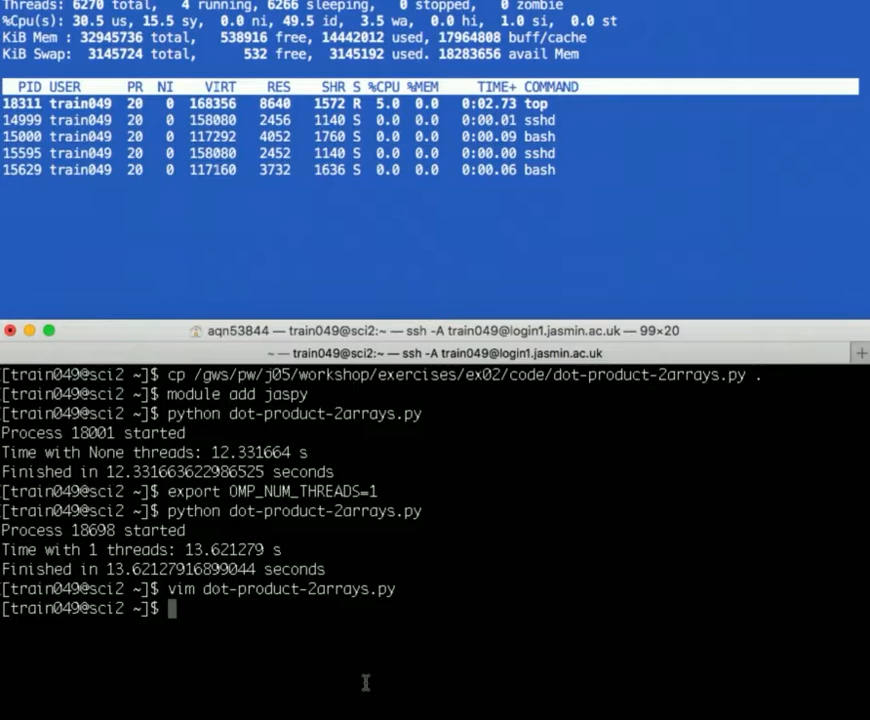 Threads: 6270 total,   4 running, 6266 sleeping,   0 stopped,   0 zombie
%Cpu(s): 30.5 us, 15.5 sy,  0.0 ni, 49.5 id,  3.5 wa,  0.0 hi,  1.0 si,  0.0 st
KiB Mem : 32945736 total,   538916 free, 14442012 used, 17964808 buff/cache
KiB Swap:  3145724 total,      532 free,  3145192 used. 18283656 avail Mem
PID USER      PR  NI    VIRT    RES    SHR S %CPU %MEM     TIME+ COMMAND
18311 train049  20   0  168356   8640   1572 R  5.0  0.0   0:02.73 top
14999 train049  20   0  158080   2456   1140 S  0.0  0.0   0:00.01 sshd
15000 train049  20   0  117292   4052   1760 S  0.0  0.0   0:00.09 bash
15595 train049  20   0  158080   2452   1140 S  0.0  0.0   0:00.00 sshd
15629 train049  20   0  117160   3732   1636 S  0.0  0.0   0:00.06 bash
aqn53844 — train049@sci2:~ — ssh -A train049@login1.jasmin.ac.uk — 99×20
~ — train049@sci2:~ — ssh -A train049@login1.jasmin.ac.uk
+
[train049@sci2 ~]$ cp /gws/pw/j05/workshop/exercises/ex02/code/dot-product-2arrays.py .
[train049@sci2 ~]$ module add jaspy
[train049@sci2 ~]$ python dot-product-2arrays.py
Process 18001 started
Time with None threads: 12.331664 s
Finished in 12.331663622986525 seconds
[train049@sci2 ~]$ export OMP_NUM_THREADS=1
[train049@sci2 ~]$ python dot-product-2arrays.py
Process 18698 started
Time with 1 threads: 13.621279 s
Finished in 13.62127916899044 seconds
[train049@sci2 ~]$ vim dot-product-2arrays.py
[train049@sci2 ~]$